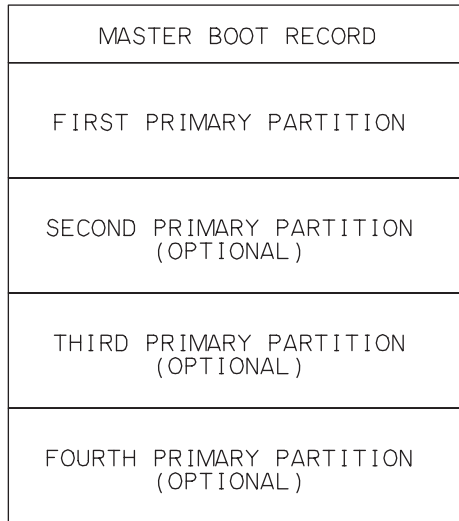 MASTER BOOT RECORD
FIRST PRIMARY PARTITION
SECOND PRIMARY PARTITION
(OPTIONAL)
THIRD PRIMARY PARTITION
(OPTIONAL)
FOURTH PRIMARY PARTITION
(OPTIONAL)